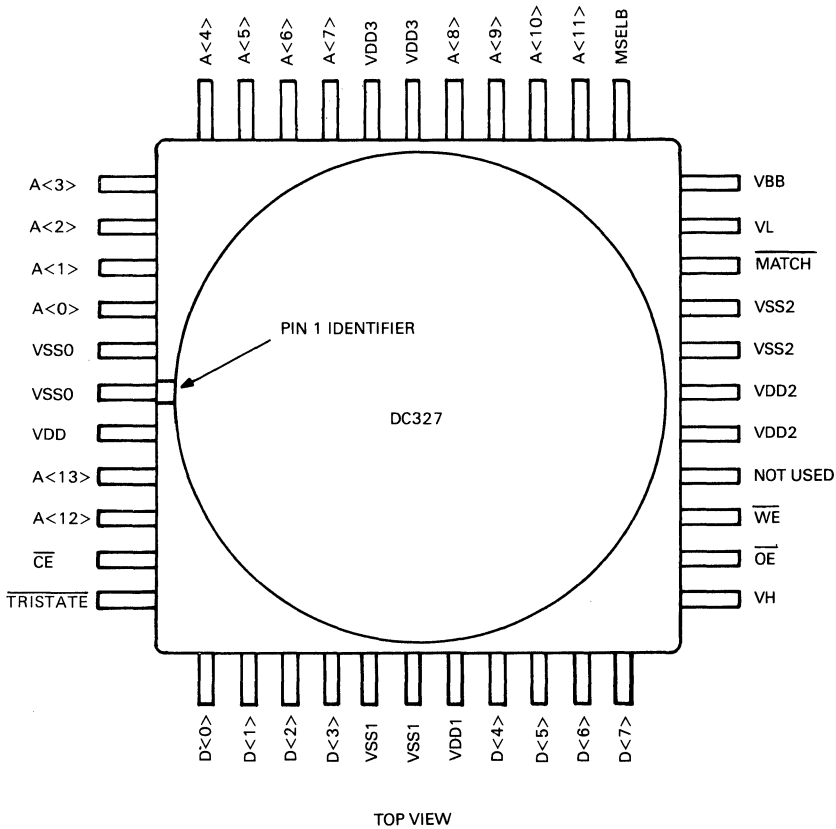 A<4>
A<5>
A<6>
A<7>
VDD3
VDD3
A<8>
A<9>
A<10>
A<11>
MSELB
A<3>
A<2>
A<1>
A<0>
VSS0
VSS0
VDD
A<13>
A<12>
CE
TRISTATE
PIN 1 IDENTIFIER
DC327
VBB
VL
MATCH
VSS2
VSS2
VDD2
VDD2
NOT USED
WE
OE
VH
D<0>
D<1>
D<2>
D<3>
VSS1
VSS1
VDD1
D<4>
D<5>
D<6>
D<7>
TOP VIEW